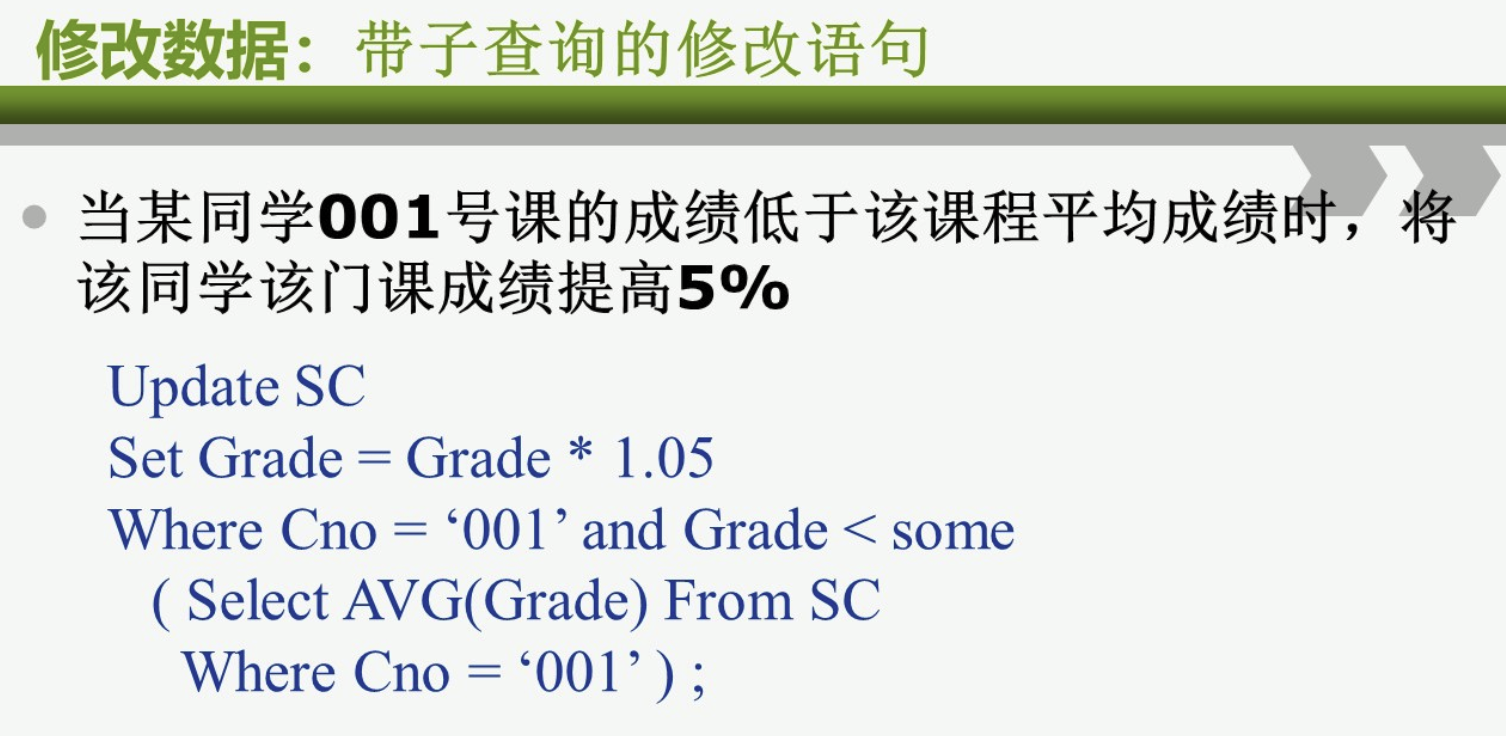 修改数据：带子查询的修改语句
当某同学001号课的成绩低于该课程平均成绩时，将
该同学该门课成绩提高5%
Update SC
Set Grade = Grade * 1.05
Where Cno = ‘001’ and Grade < some
( Select AVG(Grade) From SC
Where Cno = ‘001’ ) ;